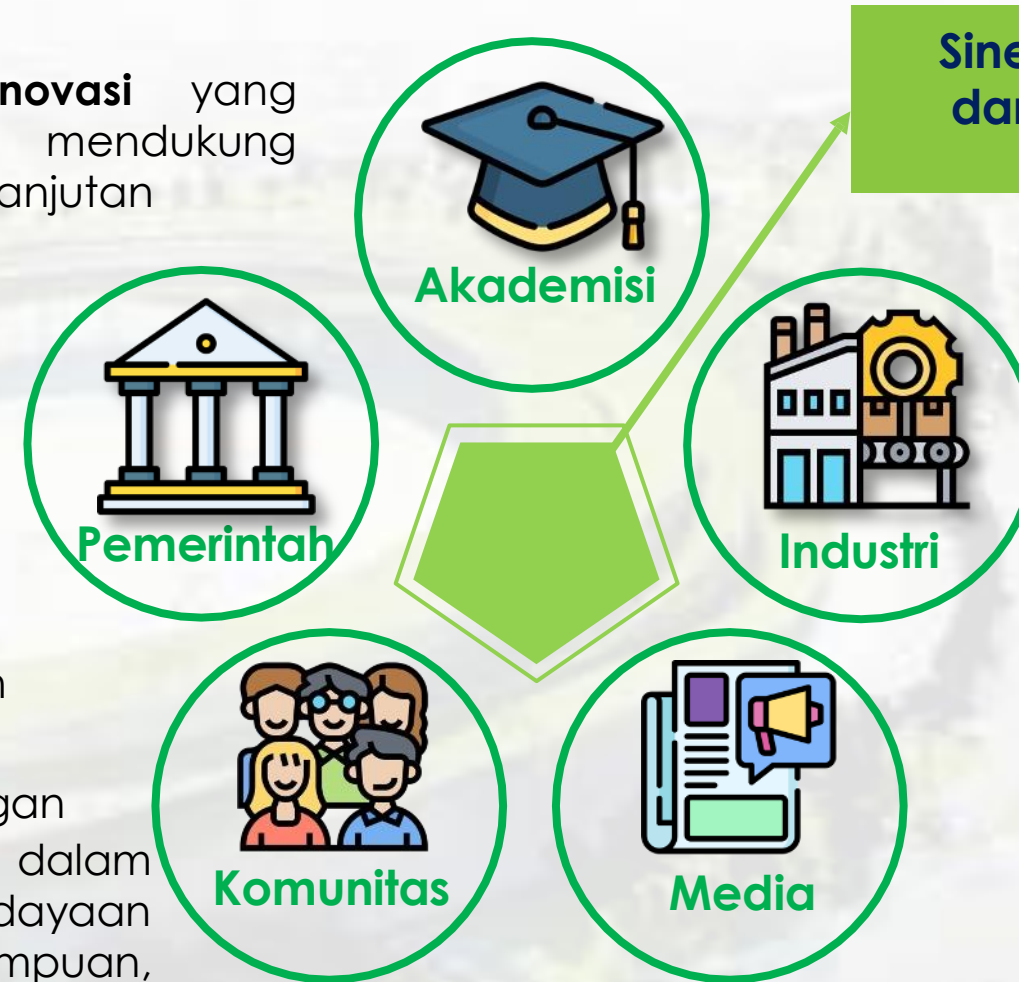 novasi yang
mendukung
anjutan
Sine
dar
Akademisi
Pemerintah
Industri
gan
dalam
dayaan
mpuan,
Komunitas
Media